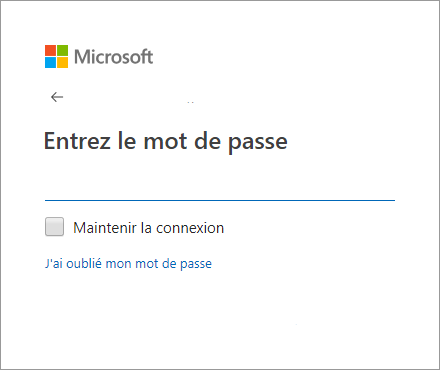 Microsoft
Entrez le mot de passe
Maintenir la connexion
J'ai oublié mon mot de passe